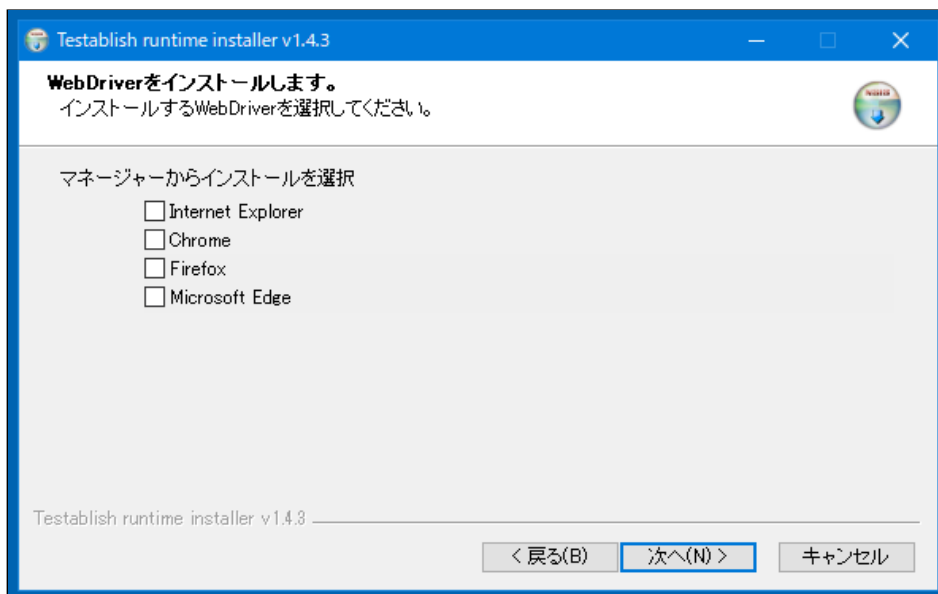 Testablish runtime installer v1.4.3
WebDriverをインストールします。
インストールするWebDriverを選択してください。
マネージャーからインストールを選択
Internet Explorer
Chrome
Firefox
Microsoft Edge
Testablish runtime installer v1.4.3
< 戻る(B)
次へ(N) >
キャンセル